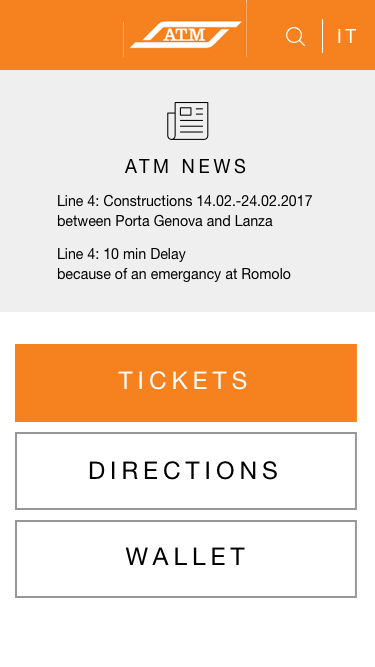 ATM
IT
ATM NEWS
Line 4: Constructions 14.02.-24.02.2017
between Porta Genova and Lanza
Line 4: 10 min Delay
because of an emergancy at Romolo
TICKETS
DIRECTIONS
WALLET